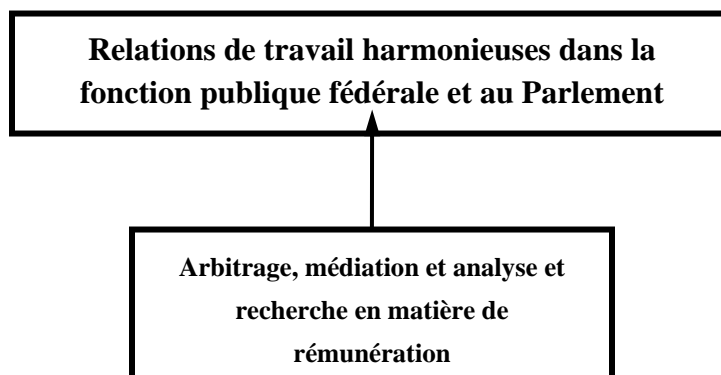 Relations de travail harmonieuses dans la
fonction publique fédérale et au Parlement
Arbitrage, médiation et analyse et
recherche en matière de
rémunération